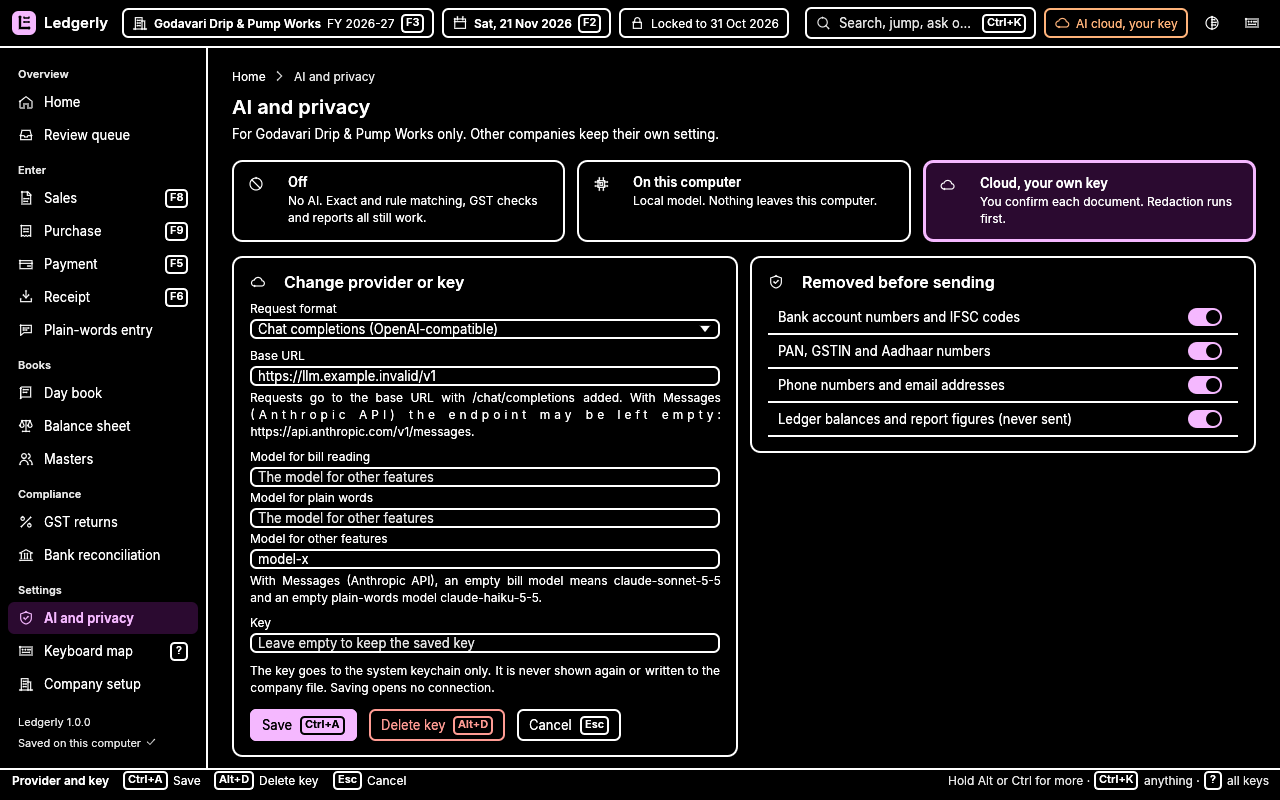 Ledgerly
Godavari Drip & Pump Works FY 2026-27 F3
Sat, 21 Nov 2026 F2
Locked to 31 Oct 2026
Search, jump, ask o... Ctrl+K
AI cloud, your key
Overview
Home
Review queue
Enter
Sales F8
Purchase F9
Payment F5
Receipt F6
Plain-words entry
Books
Day book
Balance sheet
Masters
Compliance
GST returns
Bank reconciliation
Settings
AI and privacy
Keyboard map ?
Company setup
Ledgerly 1.0.0
Saved on this computer
Home AI and privacy
AI and privacy
For Godavari Drip & Pump Works only. Other companies keep their own setting.
Off
No AI. Exact and rule matching, GST checks
and reports all still work.
On this computer
Local model. Nothing leaves this computer.
Cloud, your own key
You confirm each document. Redaction runs
first.
Change provider or key
Request format
Chat completions (OpenAI-compatible)
Base URL
https://llm.example.invalid/v1
Requests go to the base URL with /chat/completions added. With Messages
(Anthropic API) the endpoint may be left empty:
https://api.anthropic.com/v1/messages.
Model for bill reading
The model for other features
Model for plain words
The model for other features
Model for other features
model-x
With Messages (Anthropic API), an empty bill model means claude-sonnet-5-5
and an empty plain-words model claude-haiku-5-5.
Key
Leave empty to keep the saved key
The key goes to the system keychain only. It is never shown again or written to the
company file. Saving opens no connection.
Save Ctrl+A
Delete key Alt+D
Cancel Esc
Removed before sending
Bank account numbers and IFSC codes
PAN, GSTIN and Aadhaar numbers
Phone numbers and email addresses
Ledger balances and report figures (never sent)
Provider and key Ctrl+A Save Alt+D Delete key Esc Cancel
Hold Alt or Ctrl for more · Ctrl+K anything · ? all keys